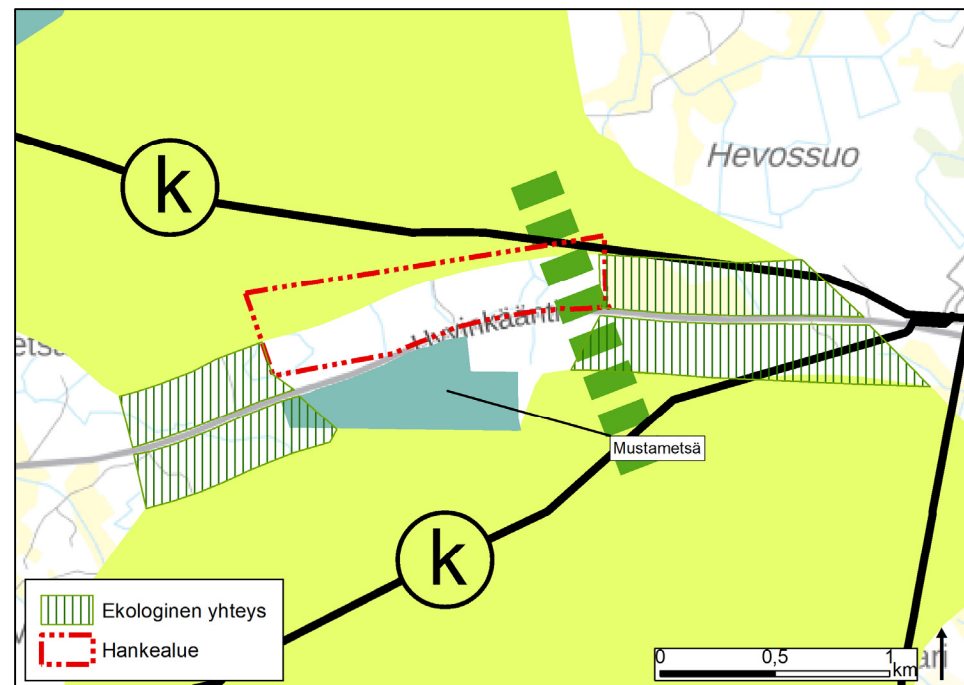 k
Hevossuo
Mustametsä
k
Ekologinen yhteys
Hankealue
0 0,5 1
km